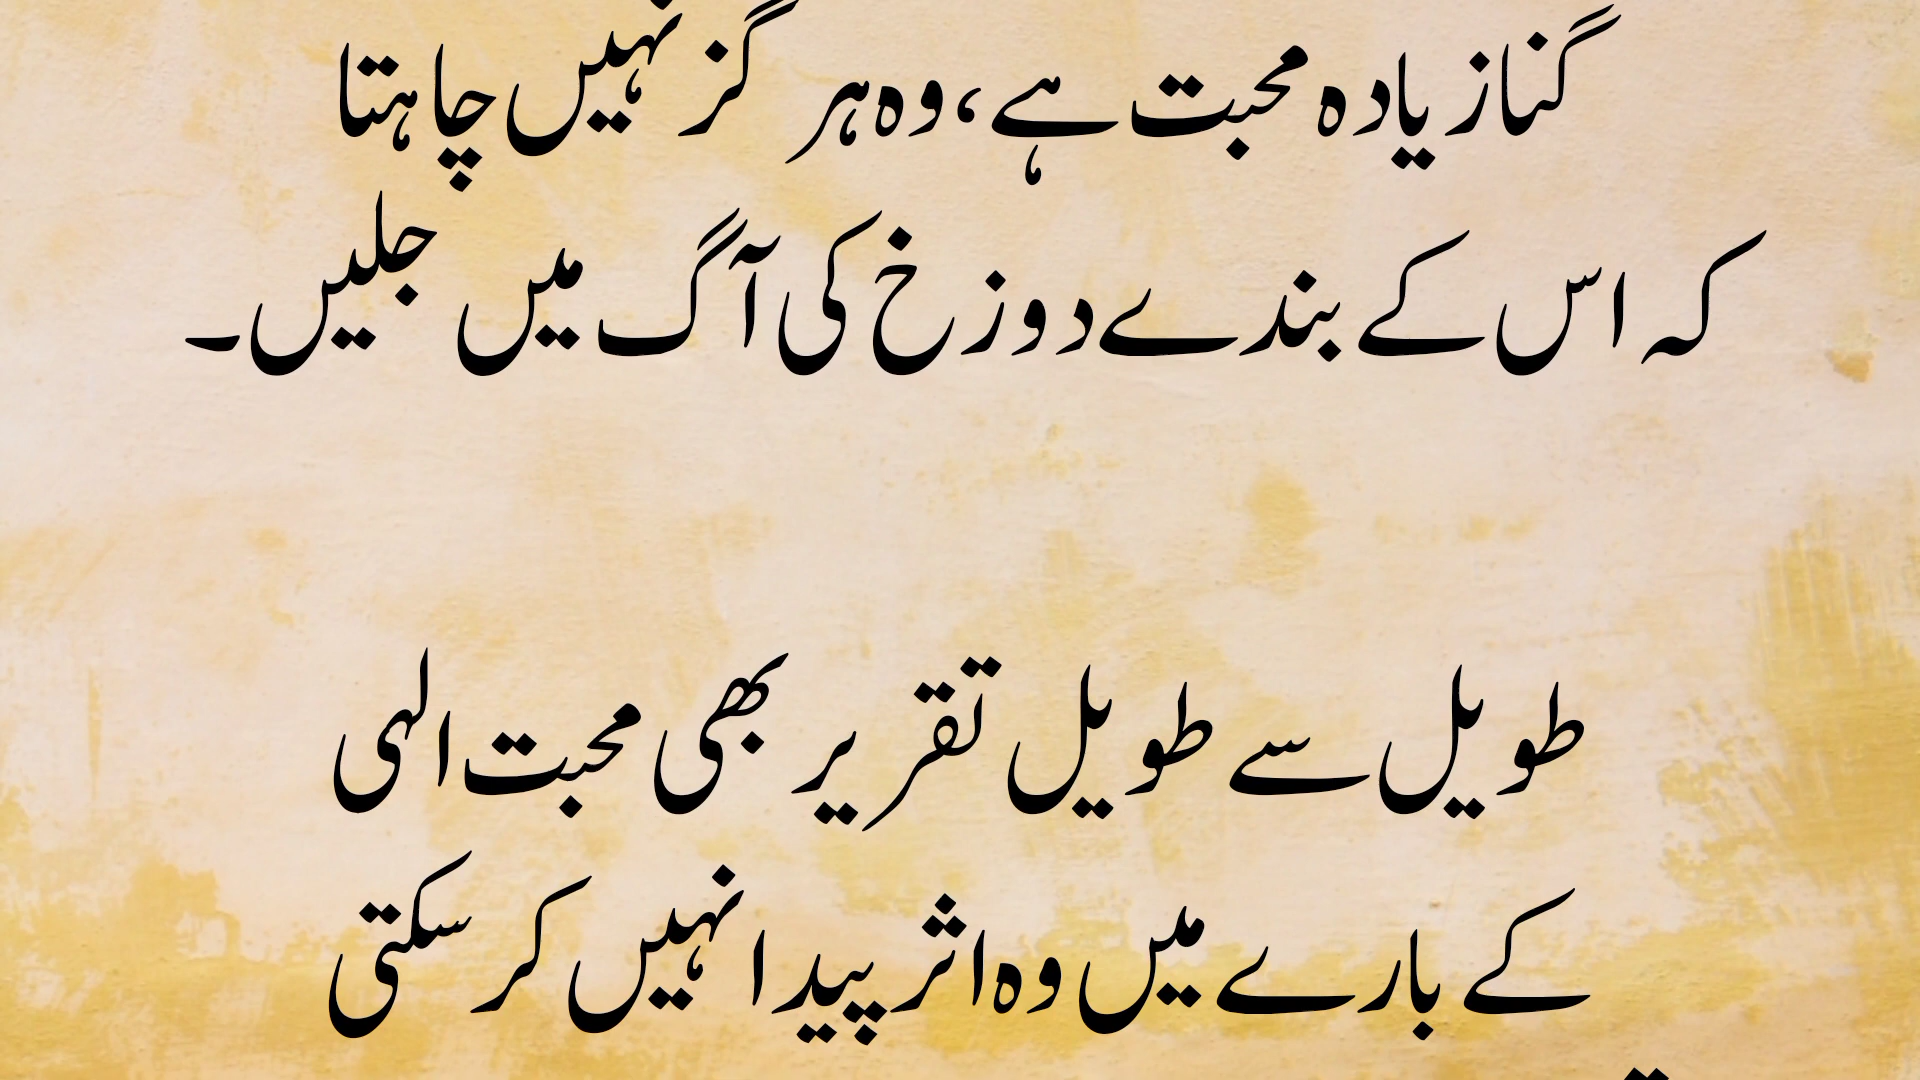 گنا زیادہ محبت ہے، وہ ہر گز نہیں چاہتا
کہ اس کے بندے دوزخ کی آگ میں جلیں۔
طویل سے طویل تقریر بھی محبت الہی
کے بارے میں وہ اثر پیدا نہیں کر سکتی